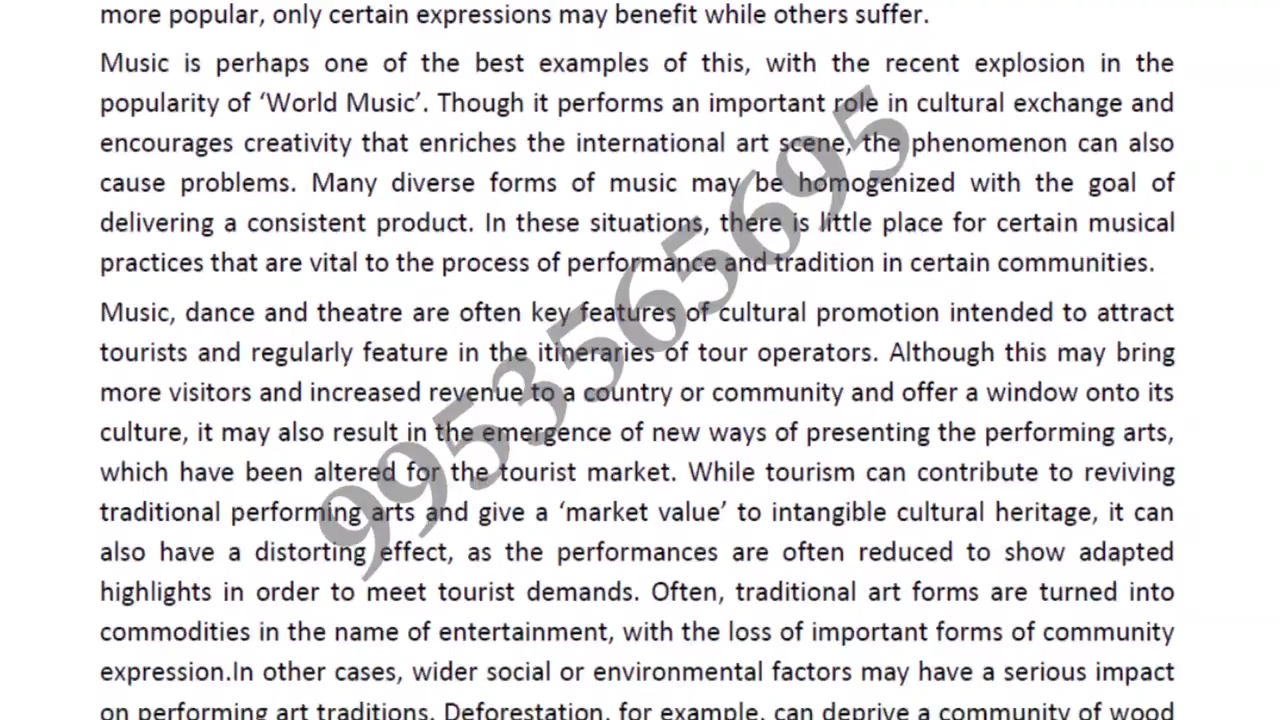 more popular, only certain expressions may benefit while others suffer.
Music is perhaps one of the best examples of this, with the recent explosion in the
popularity of ‘World Music’. Though it performs an important role in cultural exchange and
encourages creativity that enriches the international art scene, the phenomenon can also
cause problems. Many diverse forms of music may be homogenized with the goal of
delivering a consistent product. In these situations, there is little place for certain musical
practices that are vital to the process of performance and tradition in certain communities.
Music, dance and theatre are often key features of cultural promotion intended to attract
tourists and regularly feature in the itineraries of tour operators. Although this may bring
more visitors and increased revenue to a country or community and offer a window onto its
culture, it may also result in the emergence of new ways of presenting the performing arts,
which have been altered for the tourist market. While tourism can contribute to reviving
traditional performing arts and give a ‘market value’ to intangible cultural heritage, it can
also have a distorting effect, as the performances are often reduced to show adapted
highlights in order to meet tourist demands. Often, traditional art forms are turned into
commodities in the name of entertainment, with the loss of important forms of community
expression.In other cases, wider social or environmental factors may have a serious impact
on performing art traditions. Deforestation, for example, can deprive a community of wood
9953565695